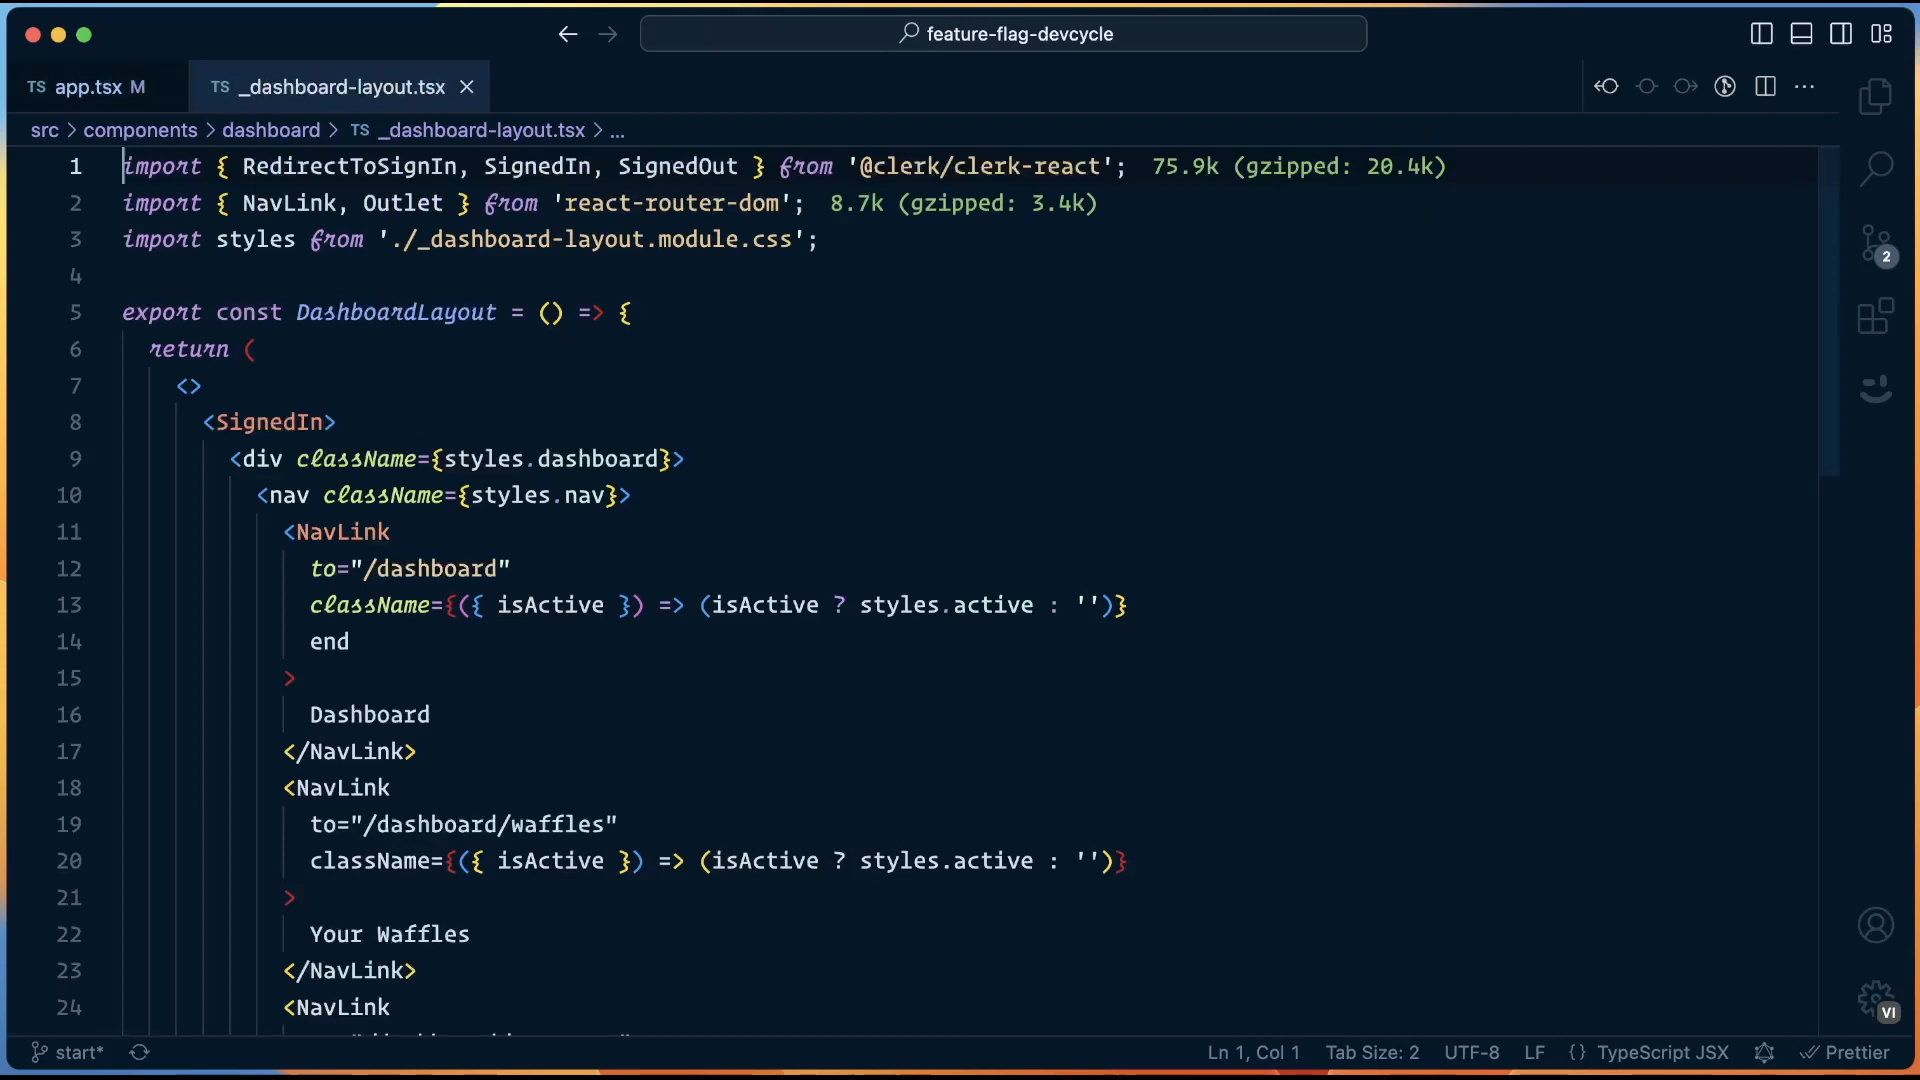 feature-flag-devcycle
TS app.tsx M
TS _dashboard-layout.tsx
src > components > dashboard > TS _dashboard-layout.tsx > ...
1 import { RedirectToSignIn, SignedIn, SignedOut } from '@clerk/clerk-react'; 75.9k (gzipped: 20.4k)
2 import { NavLink, Outlet } from 'react-router-dom'; 8.7k (gzipped: 3.4k)
3 import styles from './_dashboard-layout.module.css';
4
5 export const DashboardLayout = () => {
6 return (
7 <>
8 <SignedIn>
9 <div className={styles.dashboard}>
10 <nav className={styles.nav}>
11 <NavLink
12 to="/dashboard"
13 className={({ isActive }) => (isActive ? styles.active : '')}
14 end
15 >
16 Dashboard
17 </NavLink>
18 <NavLink
19 to="/dashboard/waffles"
20 className={({ isActive }) => (isActive ? styles.active : '')}
21 >
22 Your Waffles
23 </NavLink>
24 <NavLink
2
VI
start*
Ln 1, Col 1 Tab Size: 2 UTF-8 LF {} TypeScript JSX Prettier